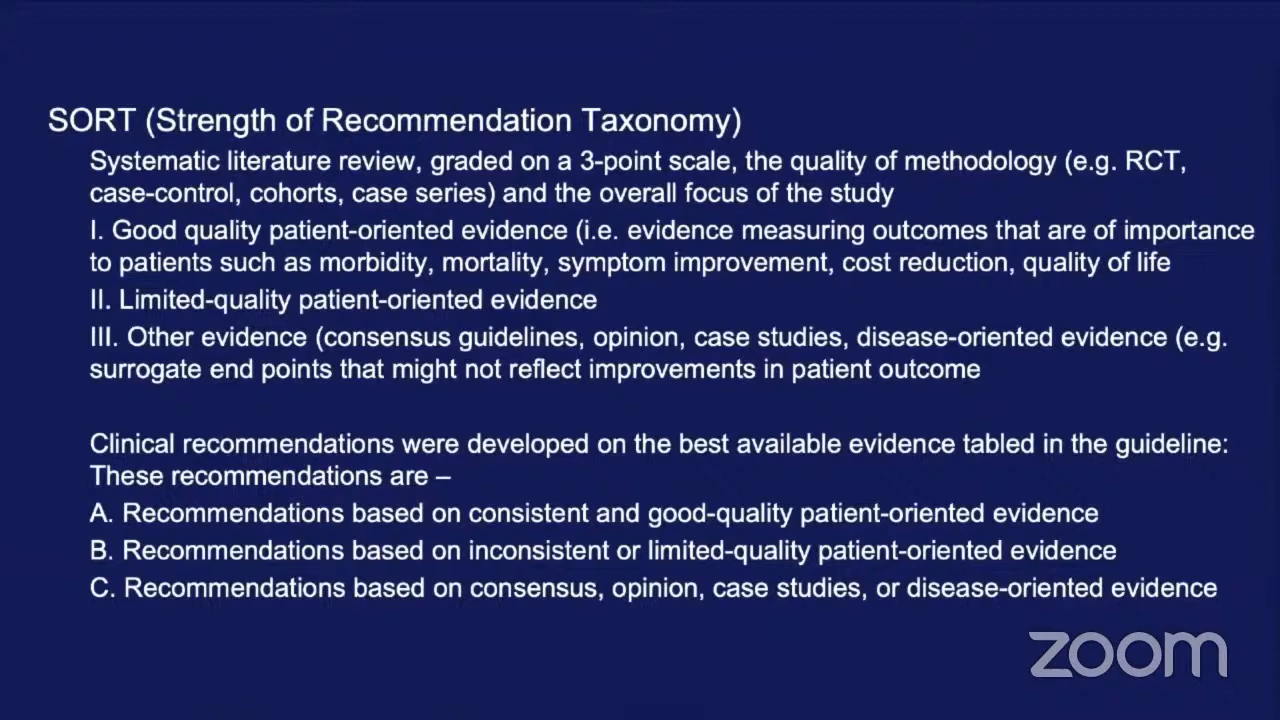 SORT (Strength of Recommendation Taxonomy)
Systematic literature review, graded on a 3-point scale, the quality of methodology (e.g. RCT,
case-control, cohorts, case series) and the overall focus of the study
I. Good quality patient-oriented evidence (i.e. evidence measuring outcomes that are of importance
to patients such as morbidity, mortality, symptom improvement, cost reduction, quality of life
II. Limited-quality patient-oriented evidence
III. Other evidence (consensus guidelines, opinion, case studies, disease-oriented evidence (e.g.
surrogate end points that might not reflect improvements in patient outcome
Clinical recommendations were developed on the best available evidence tabled in the guideline:
These recommendations are –
A. Recommendations based on consistent and good-quality patient-oriented evidence
B. Recommendations based on inconsistent or limited-quality patient-oriented evidence
C. Recommendations based on consensus, opinion, case studies, or disease-oriented evidence
zoom